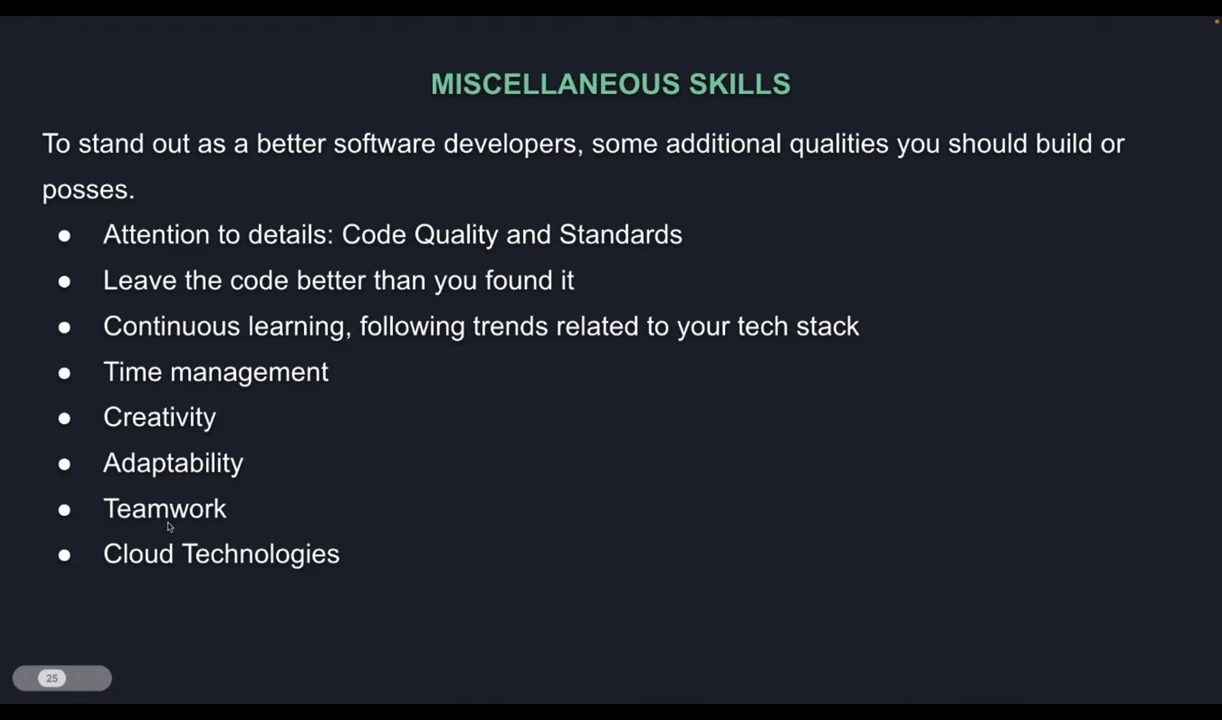 MISCELLANEOUS SKILLS
To stand out as a better software developers, some additional qualities you should build or
posses.
● Attention to details: Code Quality and Standards
● Leave the code better than you found it
● Continuous learning, following trends related to your tech stack
● Time management
● Creativity
● Adaptability
● Teamwork
● Cloud Technologies
25